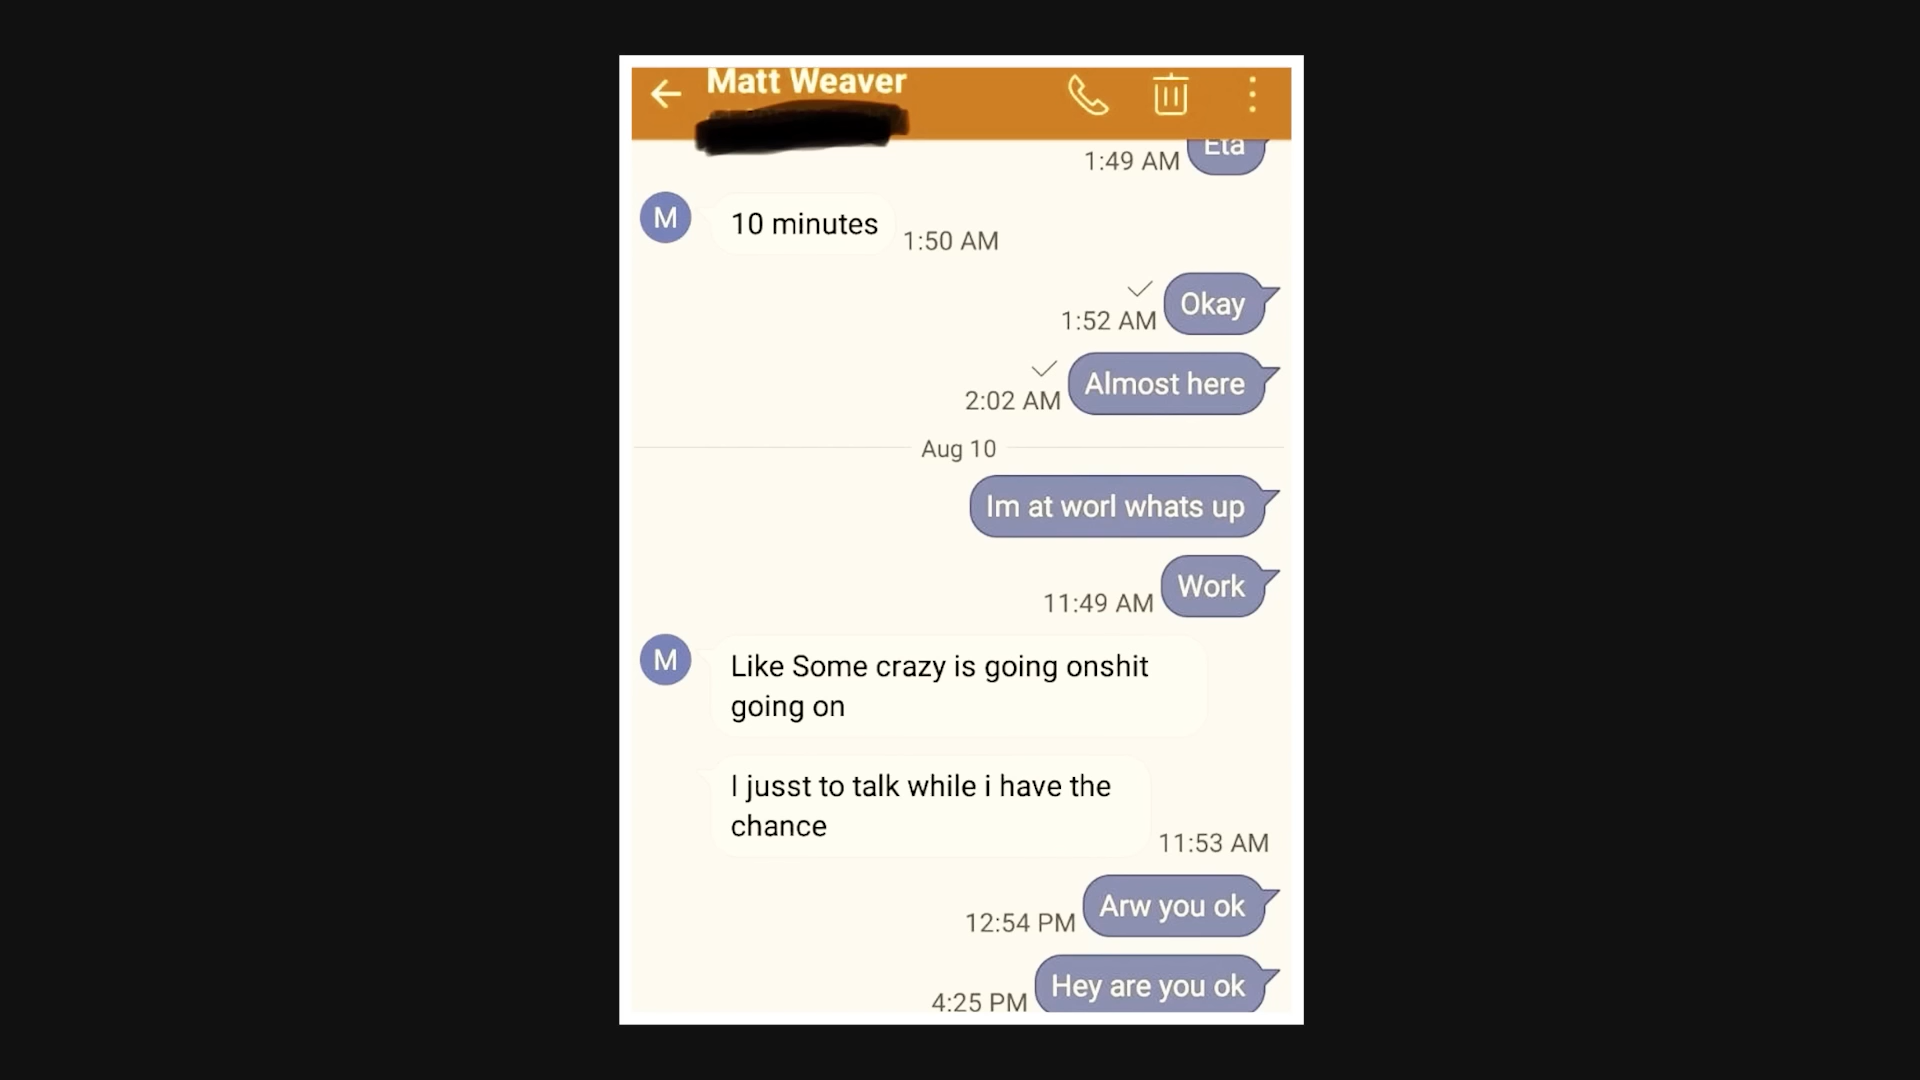 Matt Weaver
Eta
1:49 AM
M
10 minutes
1:50 AM
Okay
1:52 AM
Almost here
2:02 AM
Aug 10
Im at worl whats up
Work
11:49 AM
M
Like Some crazy is going onshit
going on
I jusst to talk while i have the
chance
11:53 AM
Arw you ok
12:54 PM
Hey are you ok
4:25 PM